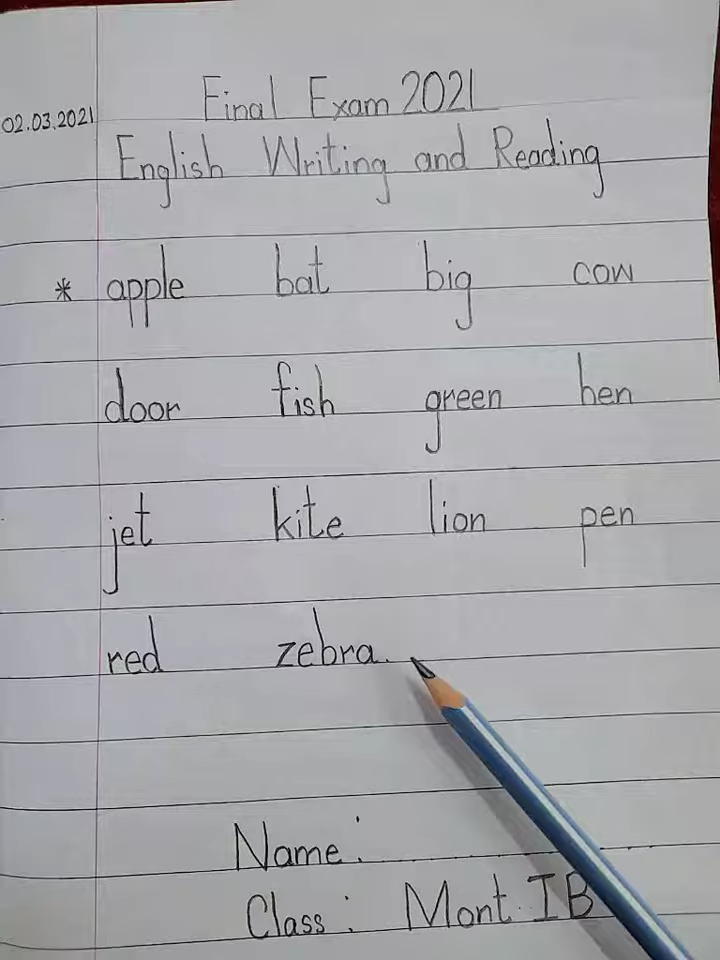 Final Exam 2021
02.03.2021
English Writing and Reading
* apple bat big cow
door fish green hen
jet kite lion pen
red zebra.
Name:
Class: Mont. IB